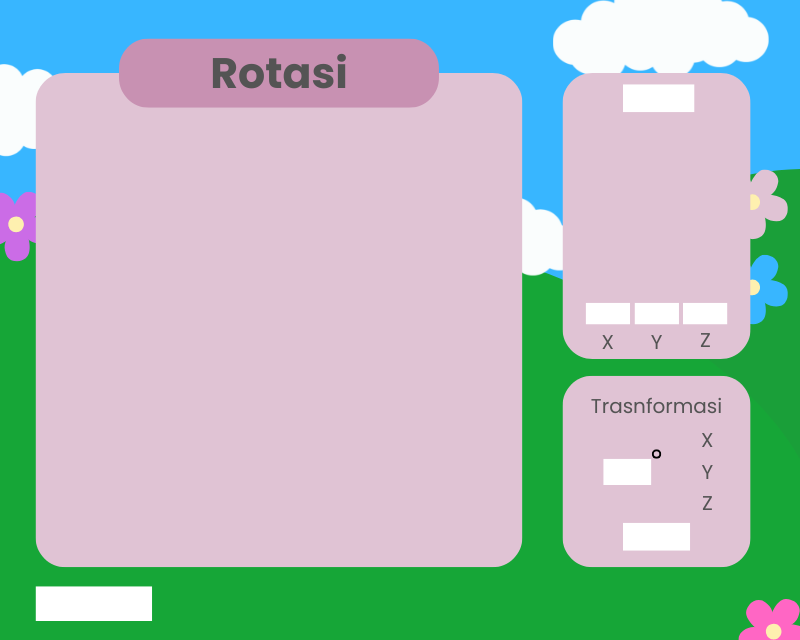 Rotasi
X Y Z
Trasnformasi
X
Y
Z